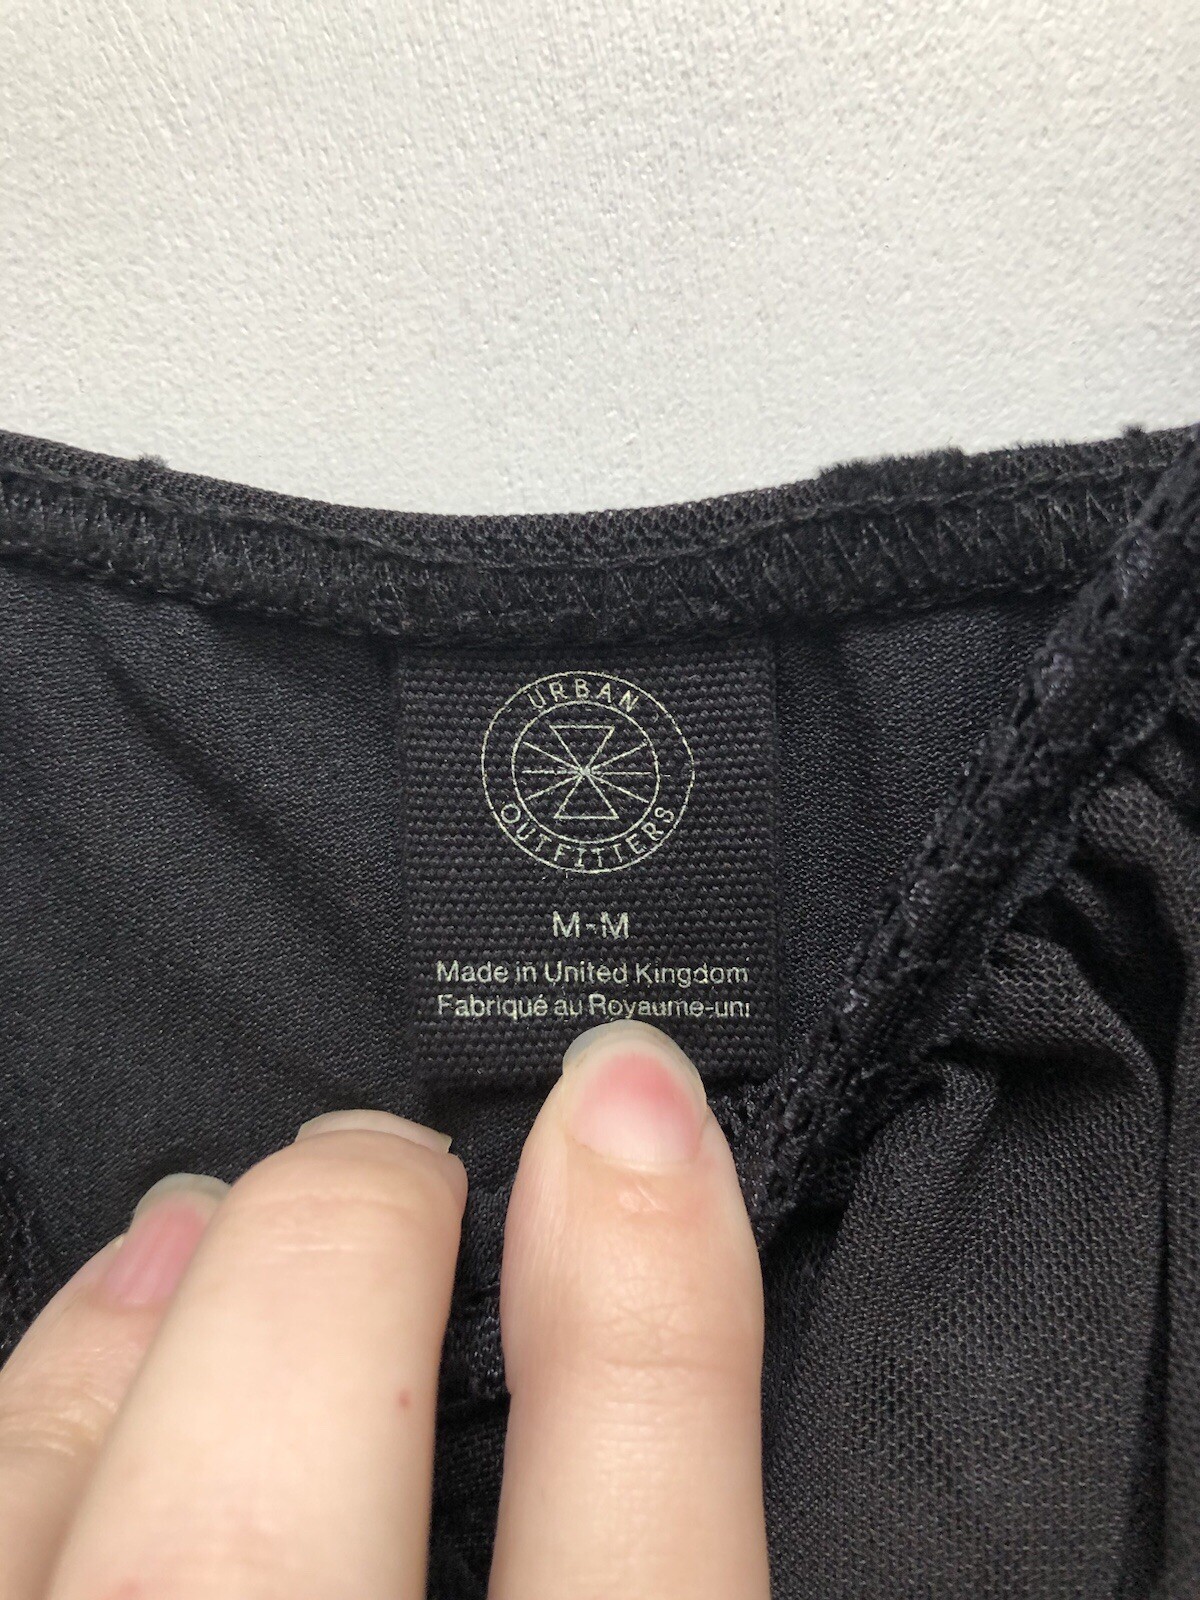 URBAN
OUTFITTERS
M-M
Made in United Kingdom
Fabriqué au Royaume-uni